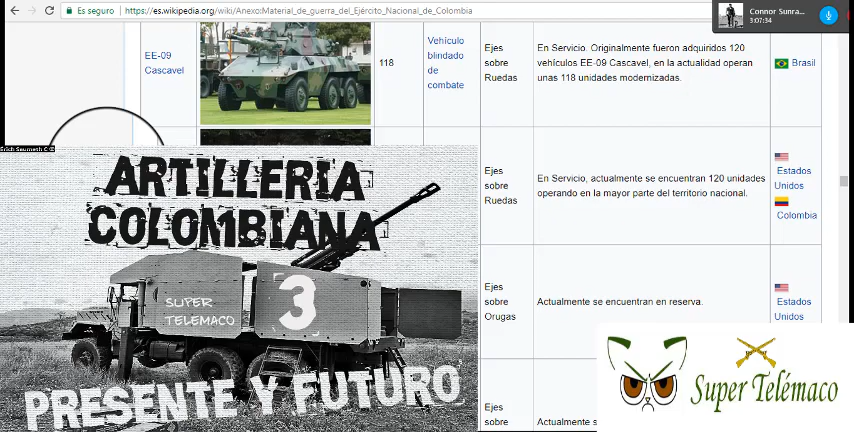 Es seguro
https://es.wikipedia.org/wiki/Anexo:Material_de_guerra_del_Ejército_Nacional_de_Colombia
Connor Sunra...
3:07:34
EE-09
Cascavel
118
Vehículo
blindado
de
combate
Ejes
sobre
Ruedas
En Servicio. Originalmente fueron adquiridos 120
vehículos EE-09 Cascavel, en la actualidad operan
unas 118 unidades modernizadas.
Brasil
Erich Saumeth C
Ejes
sobre
Ruedas
En Servicio, actualmente se encuentran 120 unidades
operando en la mayor parte del territorio nacional.
Estados
Unidos
Colombia
ARTILLERIA
COLOMBIANA
SUPER
TELEMACO
3
PRESENTE Y FUTURO
Ejes
sobre
Orugas
Actualmente se encuentran en reserva.
Estados
Unidos
Ejes
sobre
Actualmente s
Super Telémaco